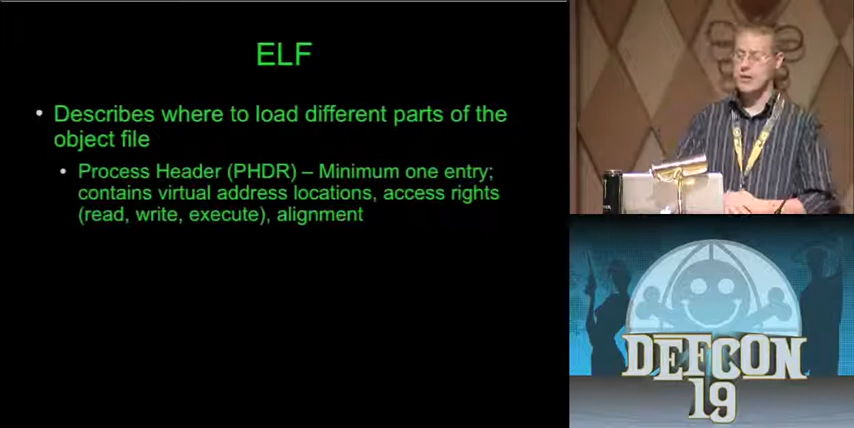 ELF
• Describes where to load different parts of the
object file
• Process Header (PHDR) – Minimum one entry;
contains virtual address locations, access rights
(read, write, execute), alignment
DEFCON
19